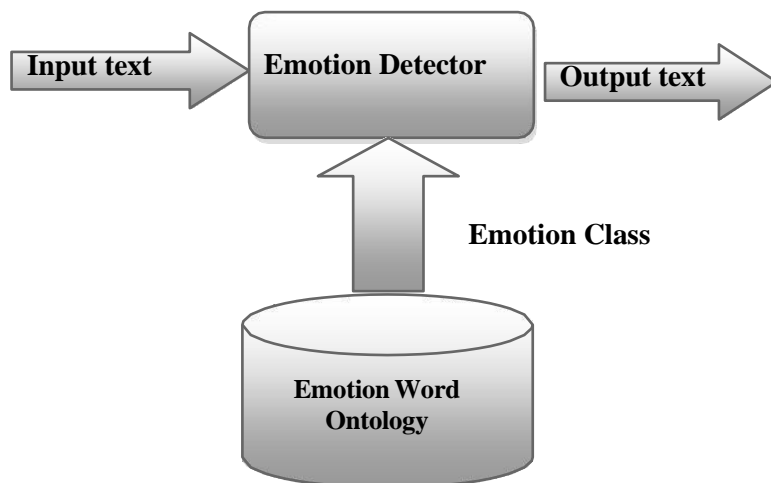 Input text
Emotion Detector
Output text
Emotion Class
Emotion Word
Ontology